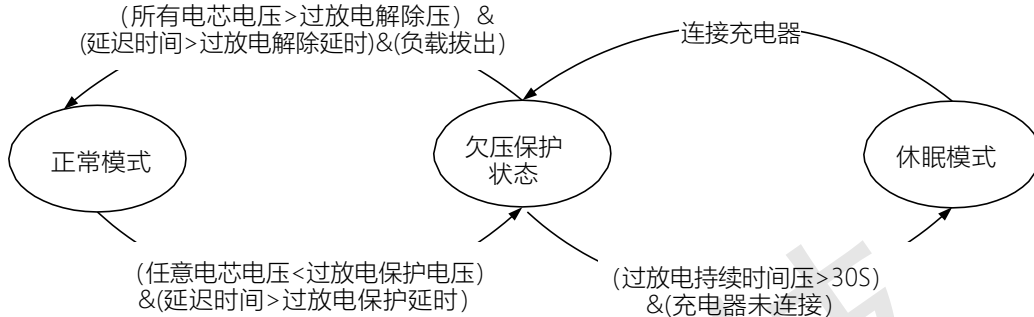 （所有电芯电压>过放电解除压）&
(延迟时间>过放电解除延时)&(负载拔出）
连接充电器
正常模式
欠压保护
状态
休眠模式
（任意电芯电压<过放电保护电压）
&(延迟时间>过放电保护延时）
(过放电持续时间压>30S)
&(充电器未连接）